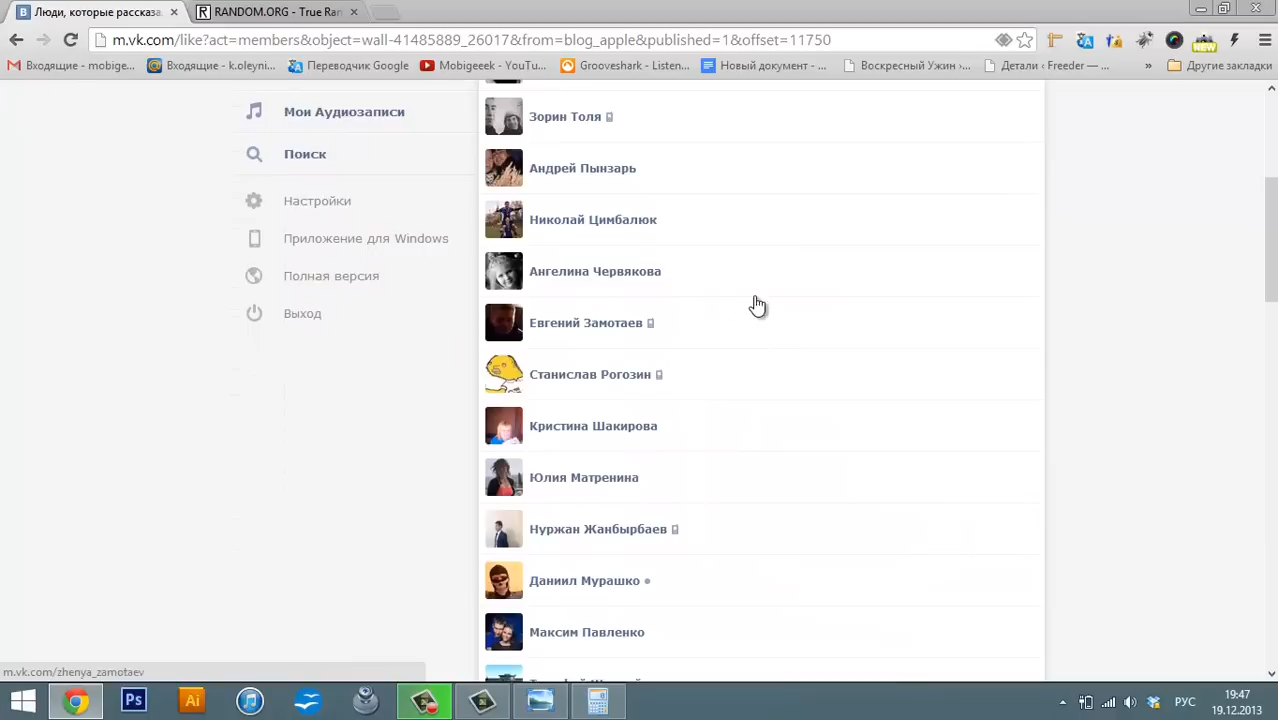 Люди, которые рассказа
RANDOM.ORG - True Ran
m.vk.com/like?act=members&object=wall-41485889_26017&from=blog_apple&published=1&offset=11750
Входящие - mobige...
Входящие - k.oleyni...
Переводчик Google
Mobigeeek - YouTu...
Grooveshark - Listen...
Новый документ - ...
Воскресный Ужин ›...
Детали ‹ Freeder —...
»
Другие закладки
NEW
Мои Аудиозаписи
Поиск
Настройки
Приложение для Windows
Полная версия
Выход
Зорин Толя
Андрей Пынзарь
Николай Цимбалюк
Ангелина Червякова
Евгений Замотаев
Станислав Рогозин
Кристина Шакирова
Юлия Матренина
Нуржан Жанбырбаев
Даниил Мурашко
Максим Павленко
m.vk.com/zhenya_zamotaev
Ps
Ai
РУС
19:47
19.12.2013